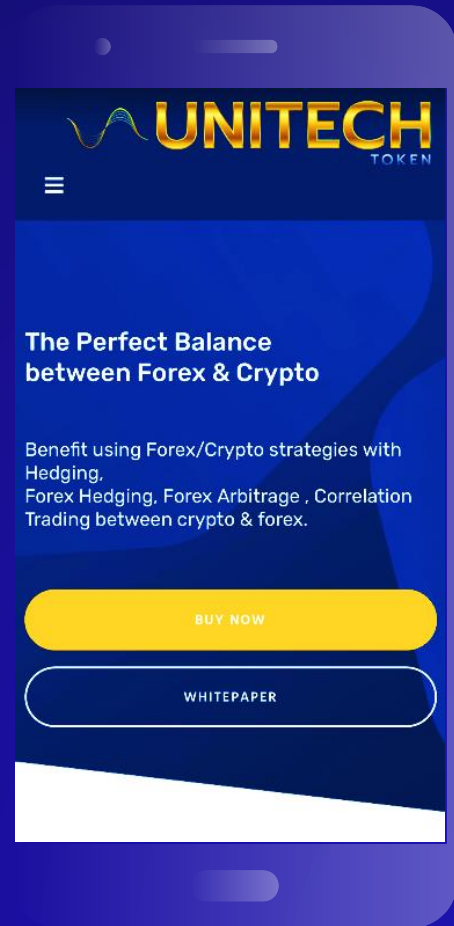 UNITECH
TOKEN
The Perfect Balance
between Forex & Crypto
Benefit using Forex/Crypto strategies with
Hedging,
Forex Hedging, Forex Arbitrage , Correlation
Trading between crypto & forex.
BUY NOW
WHITEPAPER